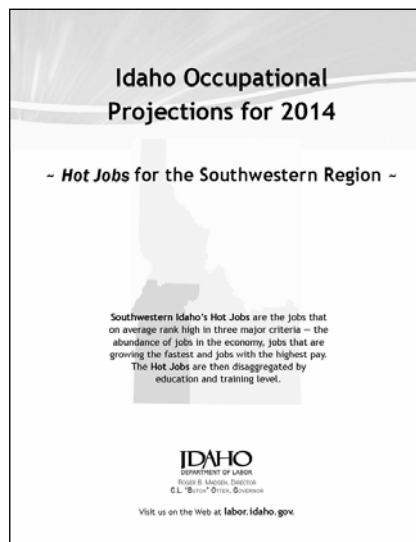 Idaho Occupational
Projections for 2014
~ Hot Jobs for the Southwestern Region ~
Southwestern Idaho's Hot Jobs are the jobs that
on average rank high in three major criteria — the
abundance of jobs in the economy, jobs that are
growing the fastest and jobs with the highest pay.
The Hot Jobs are then disaggregated by
education and training level.
IDAHO
DEPARTMENT OF LABOR
ROGER B. MADSEN, DIRECTOR
C.L. "BUTCH" OTTER, GOVERNOR
Visit us on the Web at labor.idaho.gov.